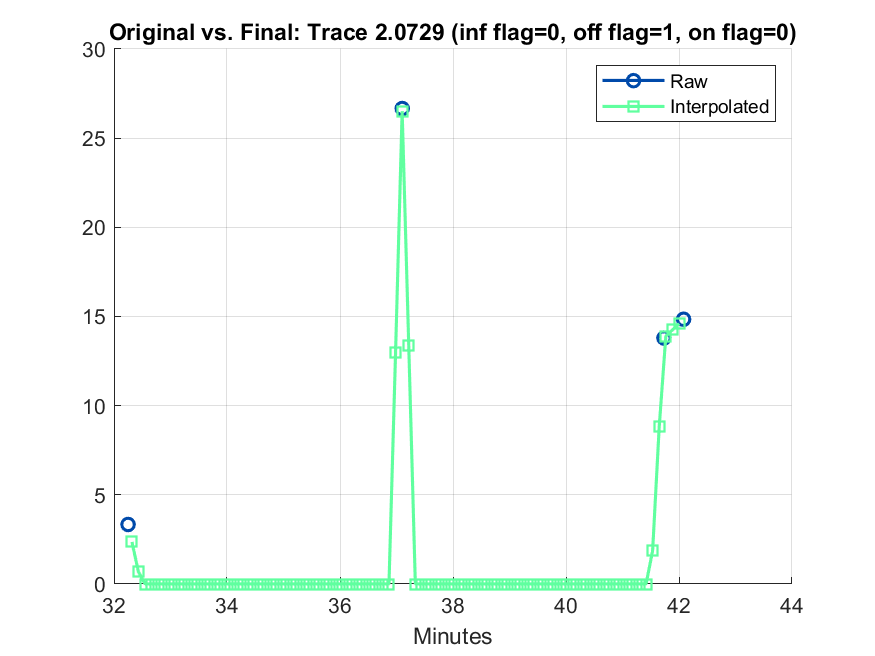 Original vs. Final: Trace 2.0729 (inf flag=0, off flag=1, on flag=0)
30
25
20
15
10
5
0
Raw
Interpolated
32 34 36 38 40 42 44
Minutes